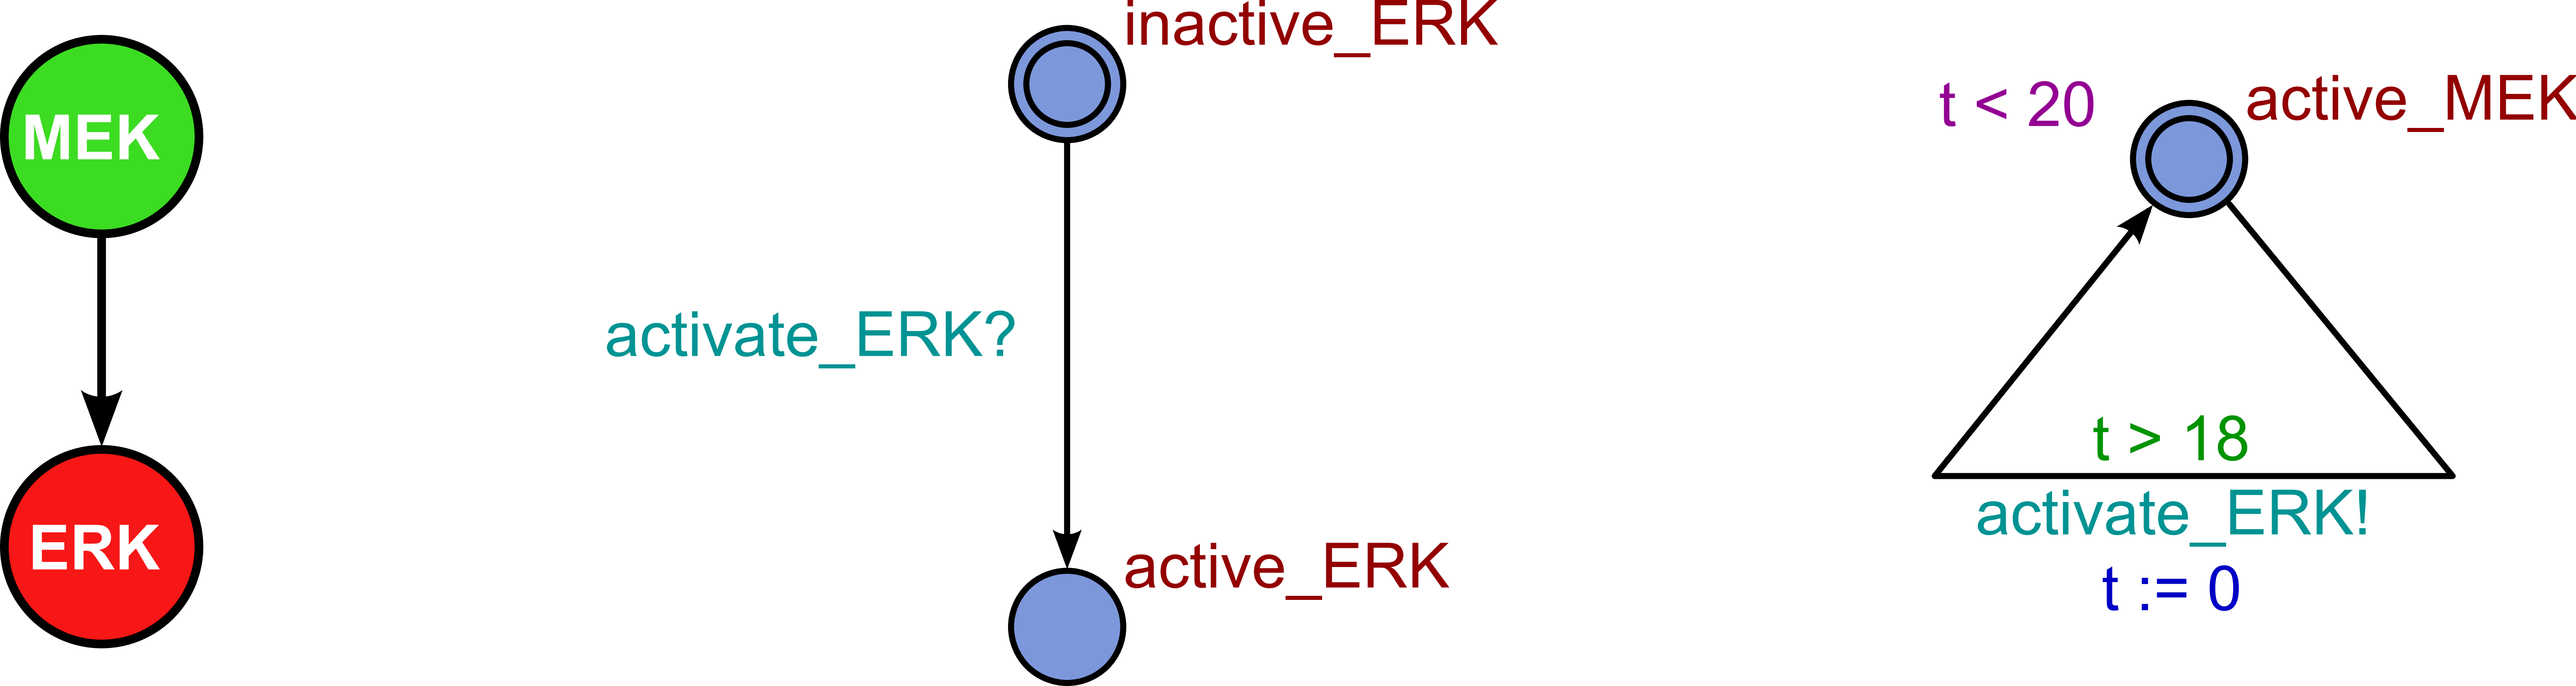 MEK
ERK
inactive_ERK
activate_ERK?
active_ERK
t < 20
active_MEK
t > 18
activate_ERK!
t := 0